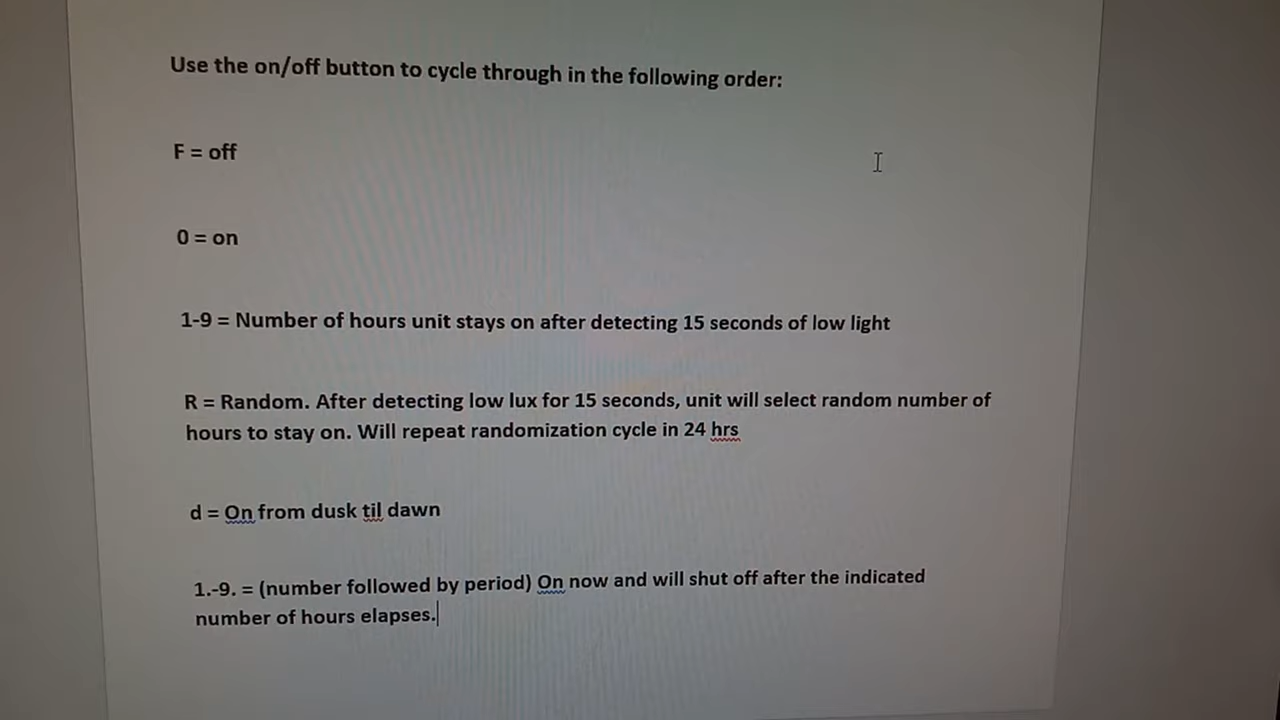 Use the on/off button to cycle through in the following order:
F = off
0 = on
1-9 = Number of hours unit stays on after detecting 15 seconds of low light
R = Random. After detecting low lux for 15 seconds, unit will select random number of
hours to stay on. Will repeat randomization cycle in 24 hrs
d = On from dusk til dawn
1.-9. = (number followed by period) On now and will shut off after the indicated
number of hours elapses.